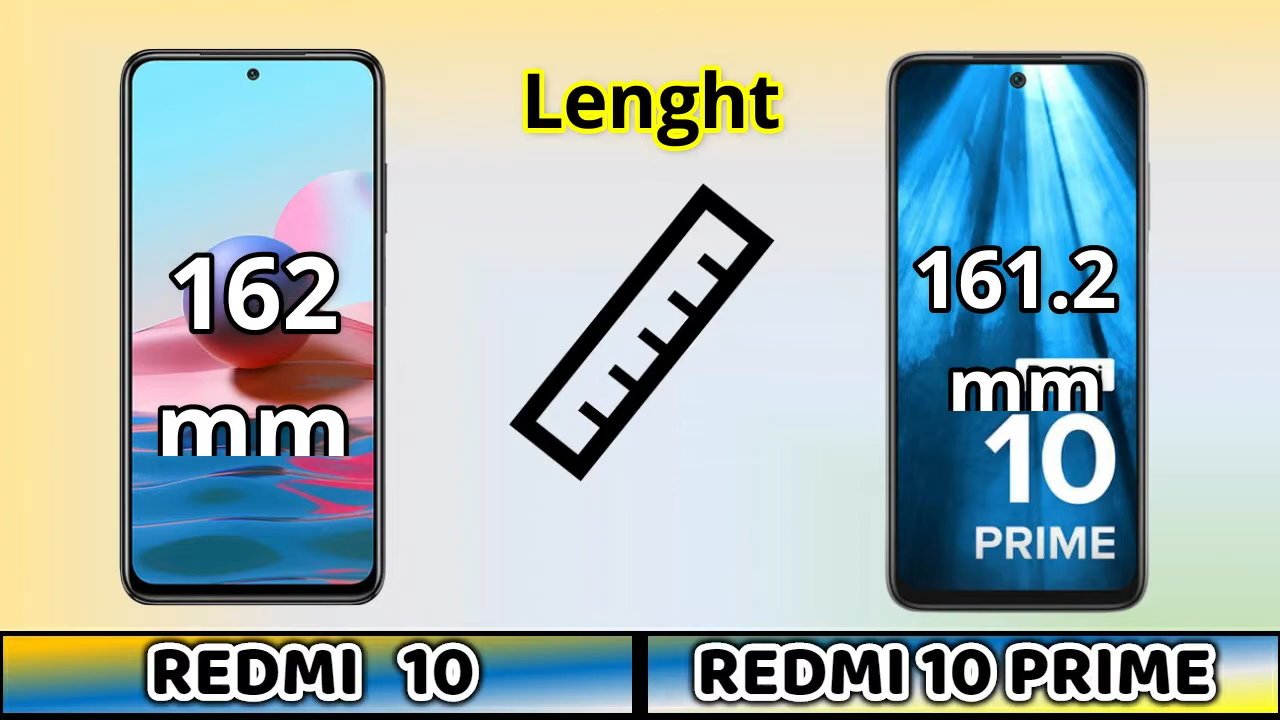 Lenght
162
mm
161.2
mm
10
PRIME
REDMI 10
REDMI 10 PRIME